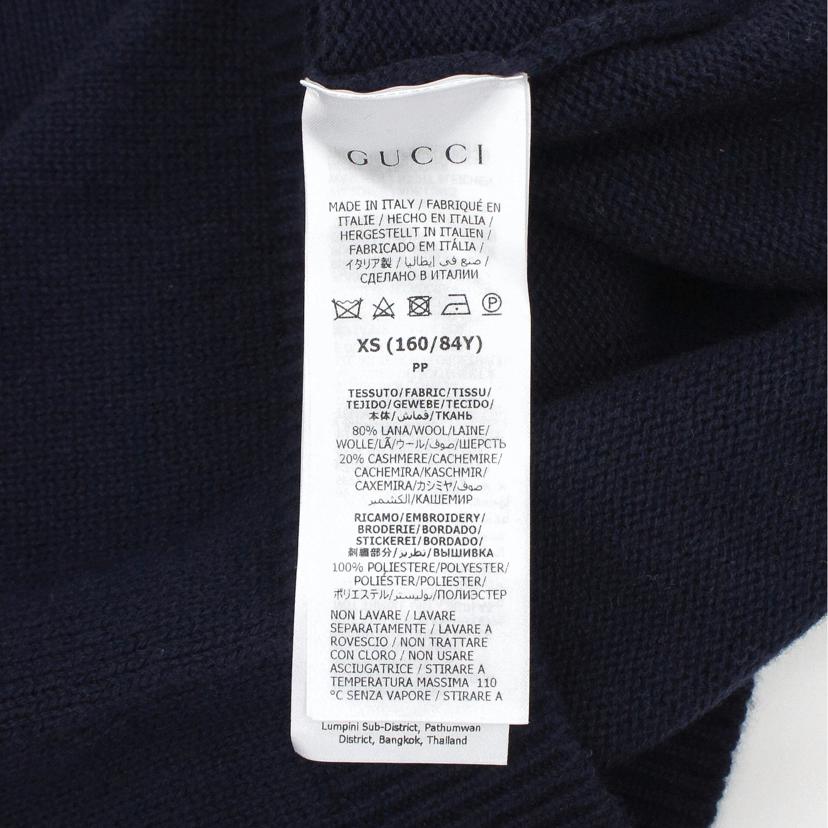 GUCCI
MADE IN ITALY / FABRIQUÉ EN
ITALIE / HECHO EN ITALIA /
HERGESTELLT IN ITALIEN /
FABRICADO EM ITÁLIA /
イタリア製 / صنع في إيطاليا /
СДЕЛАНО В ИТАЛИИ
P
XS (160/84Y)
PP
TESSUTO/FABRIC/TISSU/
TEJIDO/GEWEBE/TECIDO/
本体/قماش/ТКАНЬ
80% LANA/WOOL/LAINE/
WOLLE/LÃ/ウール/صوف/ШЕРСТЬ
20% CASHMERE/CACHEMIRE/
CACHEMIRA/KASCHMIR/
CAXEMIRA/カシミヤ/صوف
الكشمير/КАШЕМИР
RICAMO/EMBROIDERY/
BRODERIE/BORDADO/
STICKEREI/BORDADO/
刺繍部分/تطريز/ВЫШИВКА
100% POLIESTERE/POLYESTER/
POLIÉSTER/POLIESTER/
ポリエステル/بوليستر/ПОЛИЭСТЕР
NON LAVARE / LAVARE
SEPARATAMENTE / LAVARE A
ROVESCIO / NON TRATTARE
CON CLORO / NON USARE
ASCIUGATRICE / STIRARE A
TEMPERATURA MASSIMA 110
°C SENZA VAPORE / STIRARE A
Lumpini Sub-District, Pathumwan
District, Bangkok, Thailand